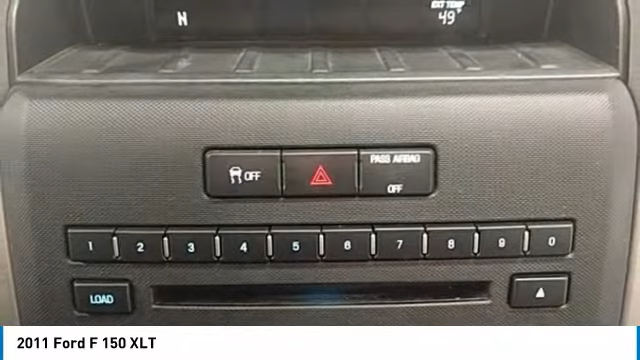 EXT TEMP
N 49°F
PASS AIRBAG
OFF OFF
1 2 3 4 5 6 7 8 9 0
LOAD
2011 Ford F 150 XLT